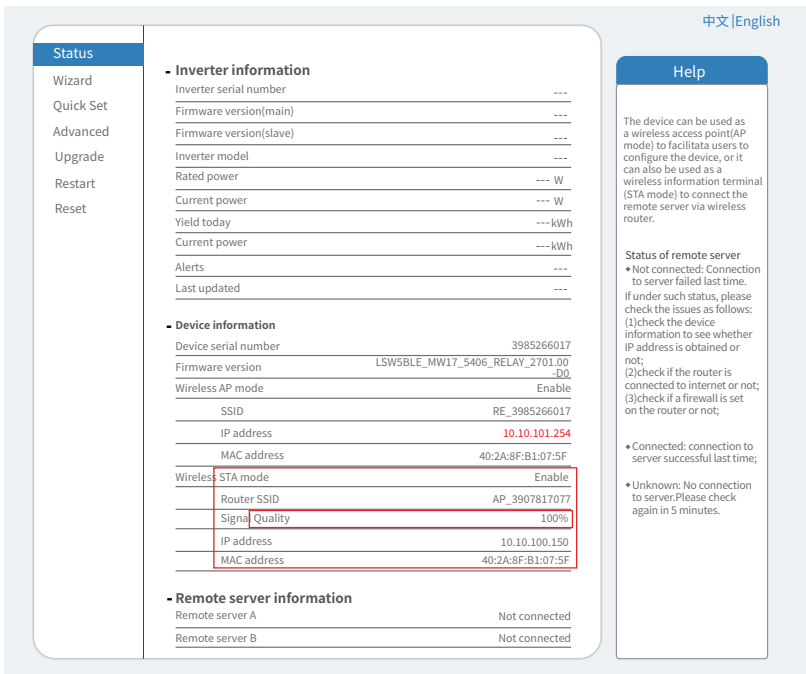 中文|English
Status
Wizard
Quick Set
Advanced
Upgrade
Restart
Reset
- Inverter information
Inverter serial number ---
Firmware version(main) ---
Firmware version(slave) ---
Inverter model ---
Rated power --- W
Current power --- W
Yield today ---kWh
Current power ---kWh
Alerts ---
Last updated ---
- Device information
Device serial number 3985266017
Firmware version LSW5BLE_MW17_5406_RELAY_2701.00
-D0
Wireless AP mode Enable
SSID RE_3985266017
IP address 10.10.101.254
MAC address 40:2A:8F:B1:07:5F
Wireless STA mode Enable
Router SSID AP_3907817077
Signal Quality 100%
IP address 10.10.100.150
MAC address 40:2A:8F:B1:07:5F
- Remote server information
Remote server A Not connected
Remote server B Not connected
Help
The device can be used as
a wireless access point(AP
mode) to facilitata users to
configure the device, or it
can also be used as a
wireless information terminal
(STA mode) to connect the
remote server via wireless
router.
Status of remote server
◆Not connected: Connection
to server failed last time.
If under such status, please
check the issues as follows:
(1)check the device
information to see whether
IP address is obtained or
not;
(2)check if the router is
connected to internet or not;
(3)check if a firewall is set
on the router or not;
◆Connected: connection to
server successful last time;
◆Unknown: No connection
to server.Please check
again in 5 minutes.